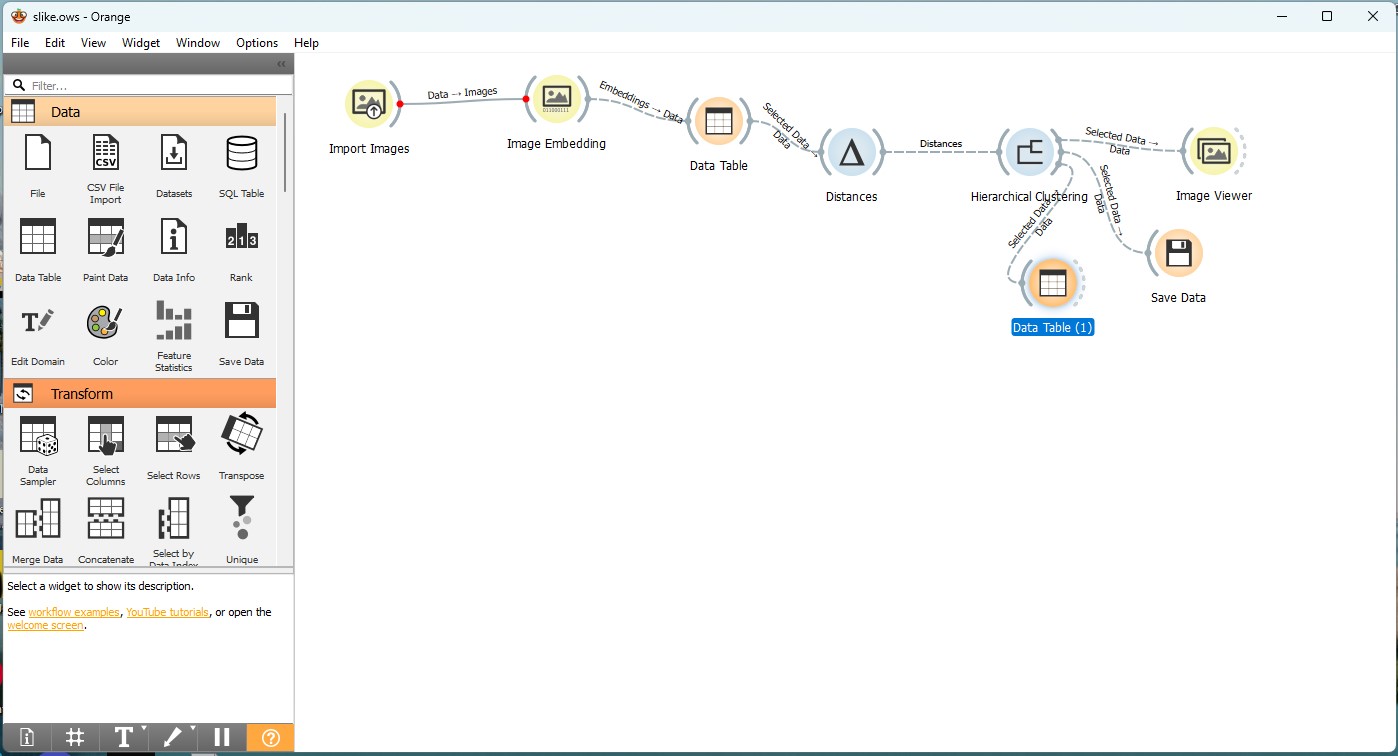 slike.ows - Orange
File Edit View Widget Window Options Help
Filter...
Data
File
CSV File
Import
Datasets
SQL Table
Data Table
Paint Data
Data Info
Rank
Edit Domain
Color
Feature
Statistics
Save Data
Transform
Data
Sampler
Select
Columns
Select Rows
Transpose
Merge Data
Concatenate
Select by
Data Index
Unique
Select a widget to show its description.
See workflow examples, YouTube tutorials, or open the
welcome screen.
Import Images
Data → Images
Image Embedding
Embeddings → Data
Data Table
Selected Data →
Data
Distances
Distances
Hierarchical Clustering
Selected Data →
Data
Image Viewer
Selected Data →
Data
Save Data
Selected Data →
Data
Data Table (1)